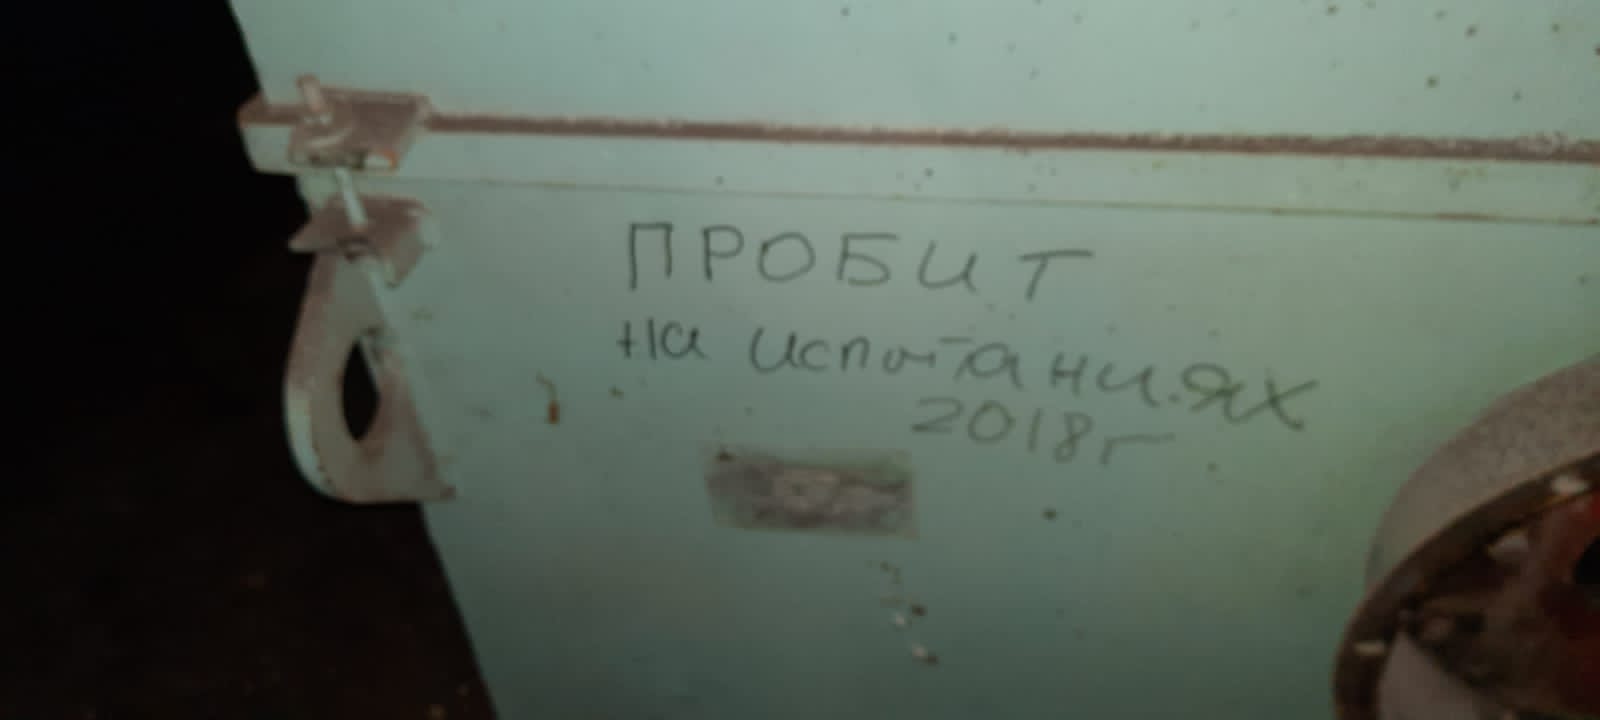 ПРОБИТ
на испытаниях
2018г